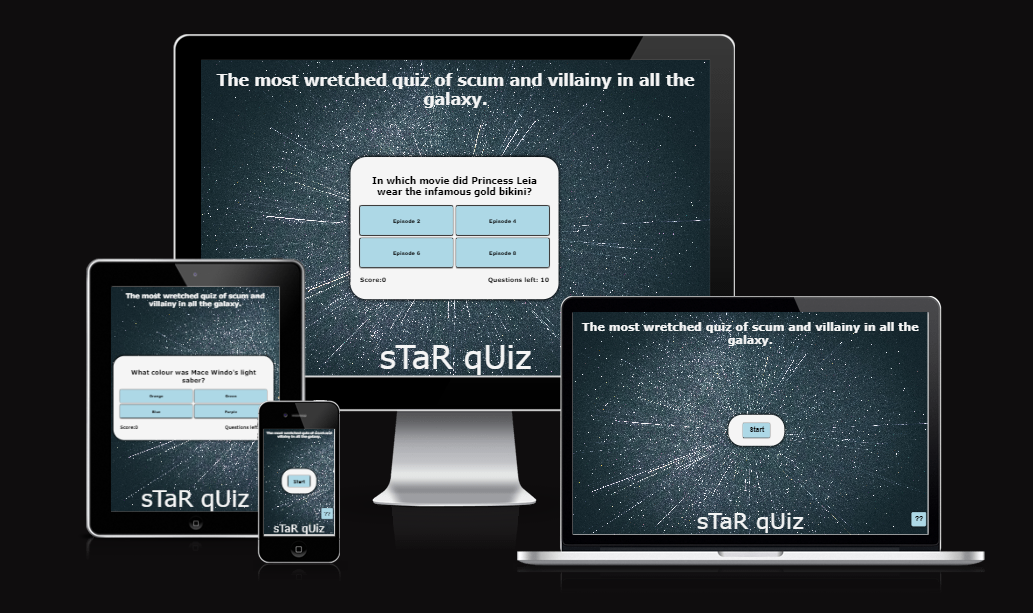 The most wretched quiz of scum and villainy in all the
galaxy.
In which movie did Princess Leia
wear the infamous gold bikini?
Episode 2
Episode 4
Episode 6
Episode 8
Score:0
Questions left: 10
sTaR qUiz
The most wretched quiz of scum and
villainy in all the galaxy.
What colour was Mace Windo's light
saber?
Orange
Green
Blue
Purple
Score:0
Questions left
sTaR qUiz
The most wretched quiz of scum and
villainy in all the galaxy.
Start
??
sTaR qUiz
The most wretched quiz of scum and villainy in all the
galaxy.
Start
sTaR qUiz
??